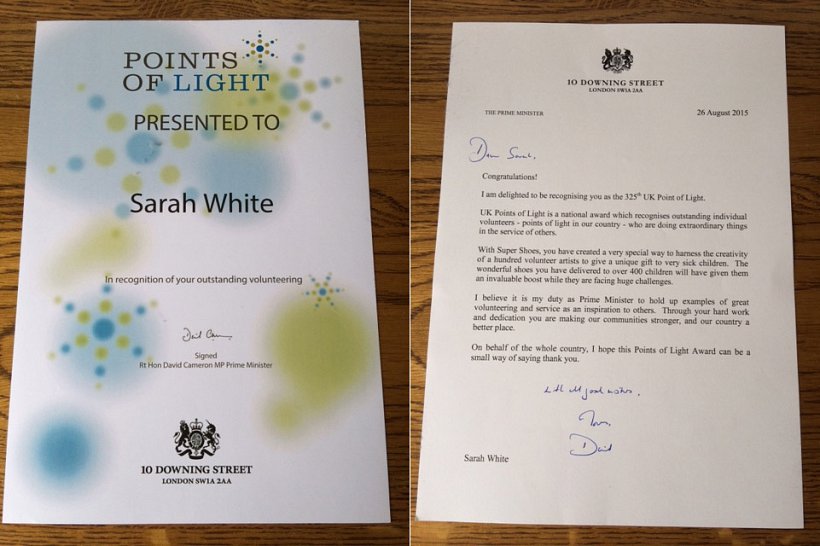 POINTS
OF LIGHT
PRESENTED TO
Sarah White
In recognition of your outstanding volunteering
David Cameron
Signed
Rt Hon David Cameron MP Prime Minister
10 DOWNING STREET
LONDON SW1A 2AA
10 DOWNING STREET
LONDON SW1A 2AA
THE PRIME MINISTER
26 August 2015
Dear Sarah,
Congratulations!
I am delighted to be recognising you as the 325th UK Point of Light.
UK Points of Light is a national award which recognises outstanding individual
volunteers - points of light in our country - who are doing extraordinary things
in the service of others.
With Super Shoes, you have created a very special way to harness the creativity
of a hundred volunteer artists to give a unique gift to very sick children. The
wonderful shoes you have delivered to over 400 children will have given them
an invaluable boost while they are facing huge challenges.
I believe it is my duty as Prime Minister to hold up examples of great
volunteering and service as an inspiration to others. Through your hard work
and dedication you are making our communities stronger, and our country a
better place.
On behalf of the whole country, I hope this Points of Light Award can be a
small way of saying thank you.
With all good wishes,
Yours,
David
Sarah White